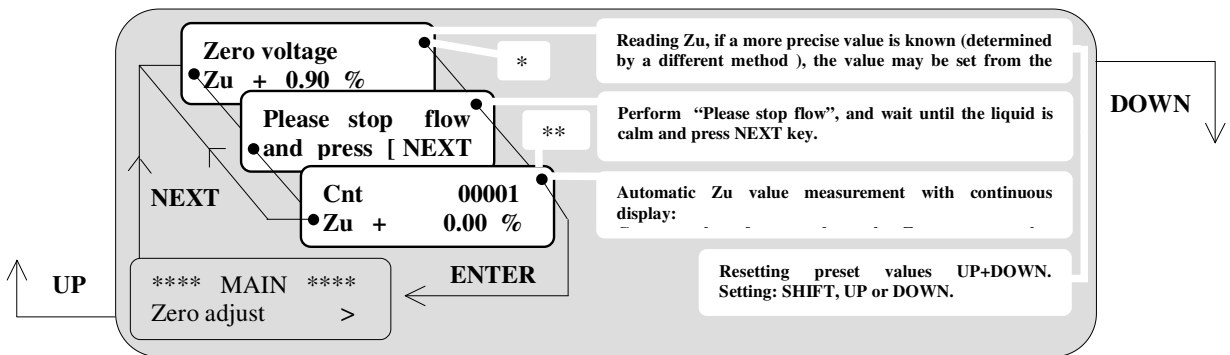 Zero voltage
Zu + 0.90 %
*
Reading Zu, if a more precise value is known (determined
by a different method ), the value may be set from the
DOWN
Please stop flow
and press [ NEXT
**
Perform “Please stop flow”, and wait until the liquid is
calm and press NEXT key.
NEXT
Cnt 00001
Zu + 0.00 %
Automatic Zu value measurement with continuous
display:
UP
**** MAIN ****
Zero adjust >
ENTER
Resetting preset values UP+DOWN.
Setting: SHIFT, UP or DOWN.